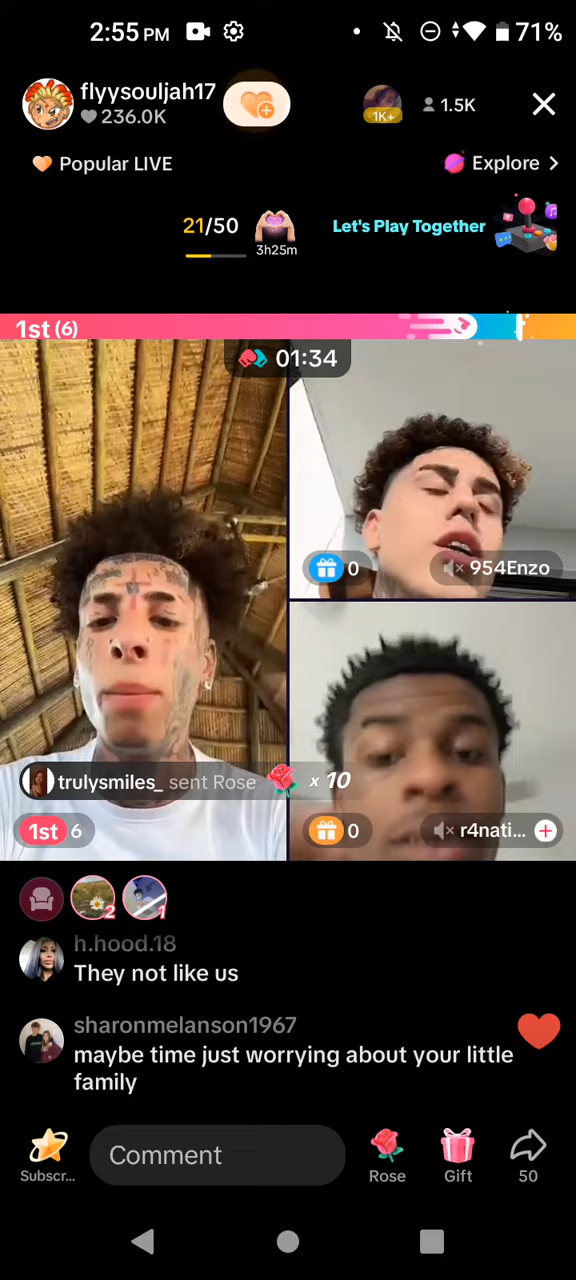 2:55 PM
71%
flyysouljah17
236.0K
1K+
1.5K
Popular LIVE
Explore >
21/50
3h25m
Let's Play Together
1st (6)
01:34
0
954Enzo
trulysmiles_ sent Rose x 10
1st 6
0
r4nati...
2
1
h.hood.18
They not like us
sharonmelanson1967
maybe time just worrying about your little
family
Subscr...
Comment
Rose
Gift
50